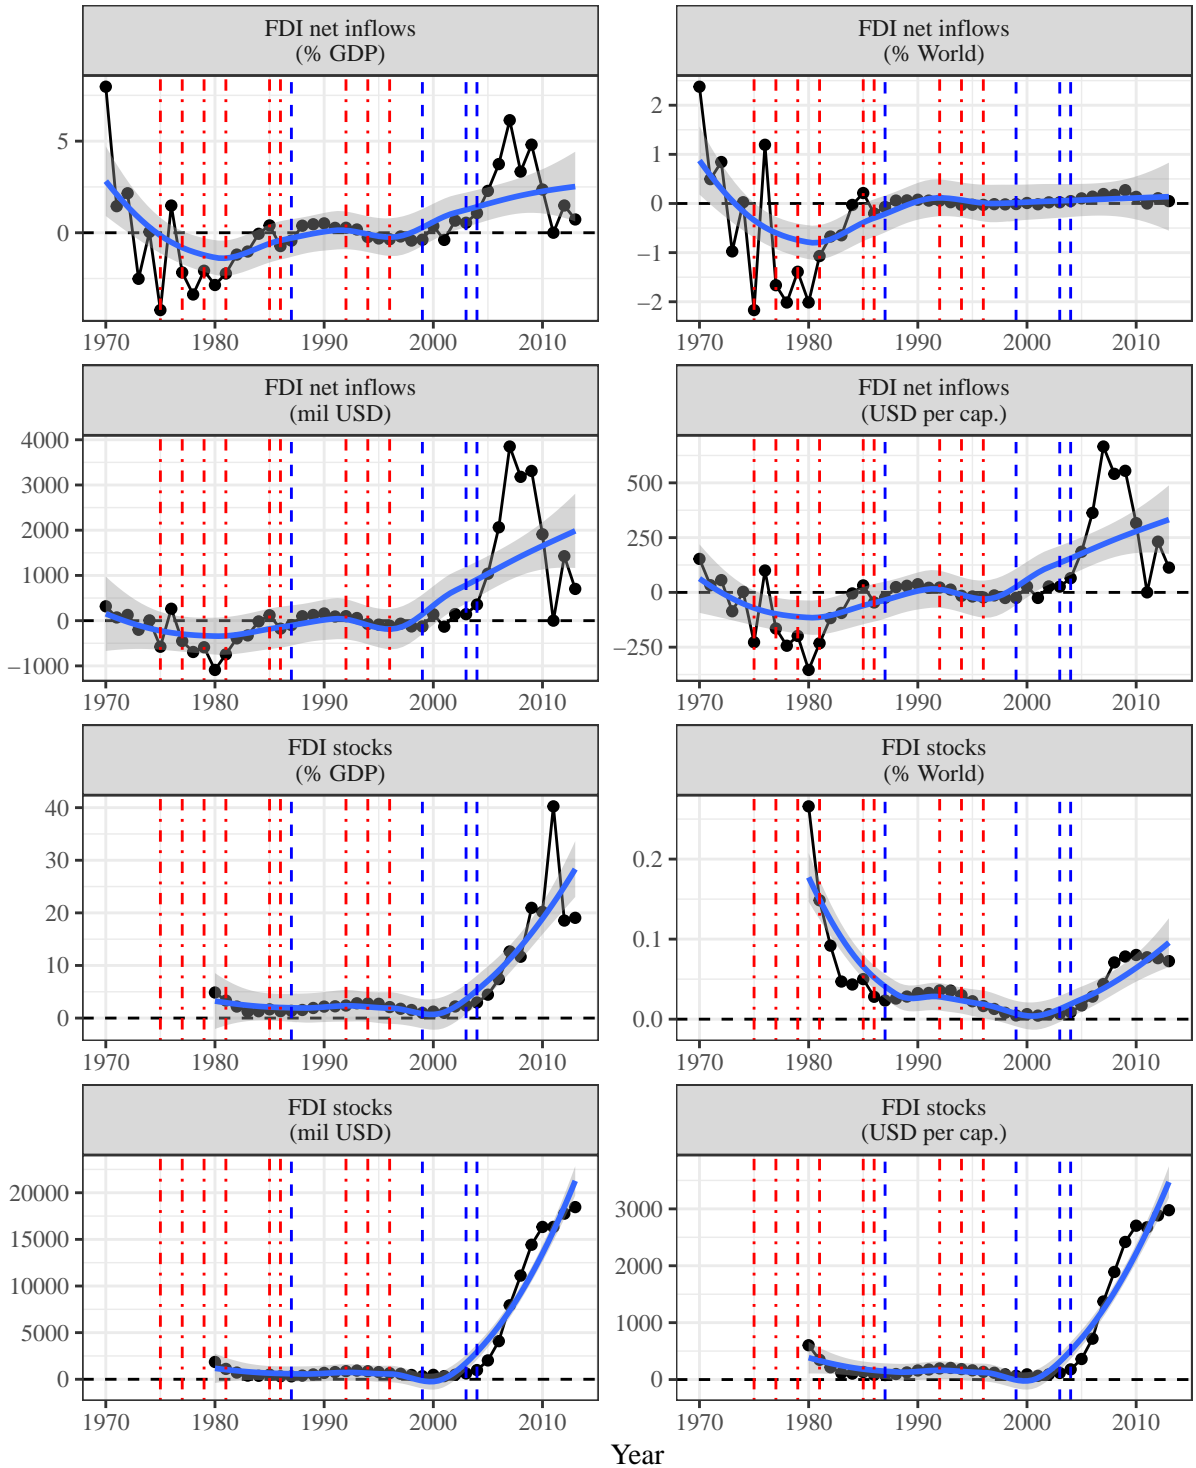 FDI net inflows
(% GDP)
5
0
1970 1980 1990 2000 2010
FDI net inflows
(% World)
2
1
0
−1
−2
1970 1980 1990 2000 2010
FDI net inflows
(mil USD)
4000
3000
2000
1000
0
−1000
1970 1980 1990 2000 2010
FDI net inflows
(USD per cap.)
500
250
0
−250
1970 1980 1990 2000 2010
FDI stocks
(% GDP)
40
30
20
10
0
1970 1980 1990 2000 2010
FDI stocks
(% World)
0.2
0.1
0.0
1970 1980 1990 2000 2010
FDI stocks
(mil USD)
20000
15000
10000
5000
0
1970 1980 1990 2000 2010
FDI stocks
(USD per cap.)
3000
2000
1000
0
1970 1980 1990 2000 2010
Year